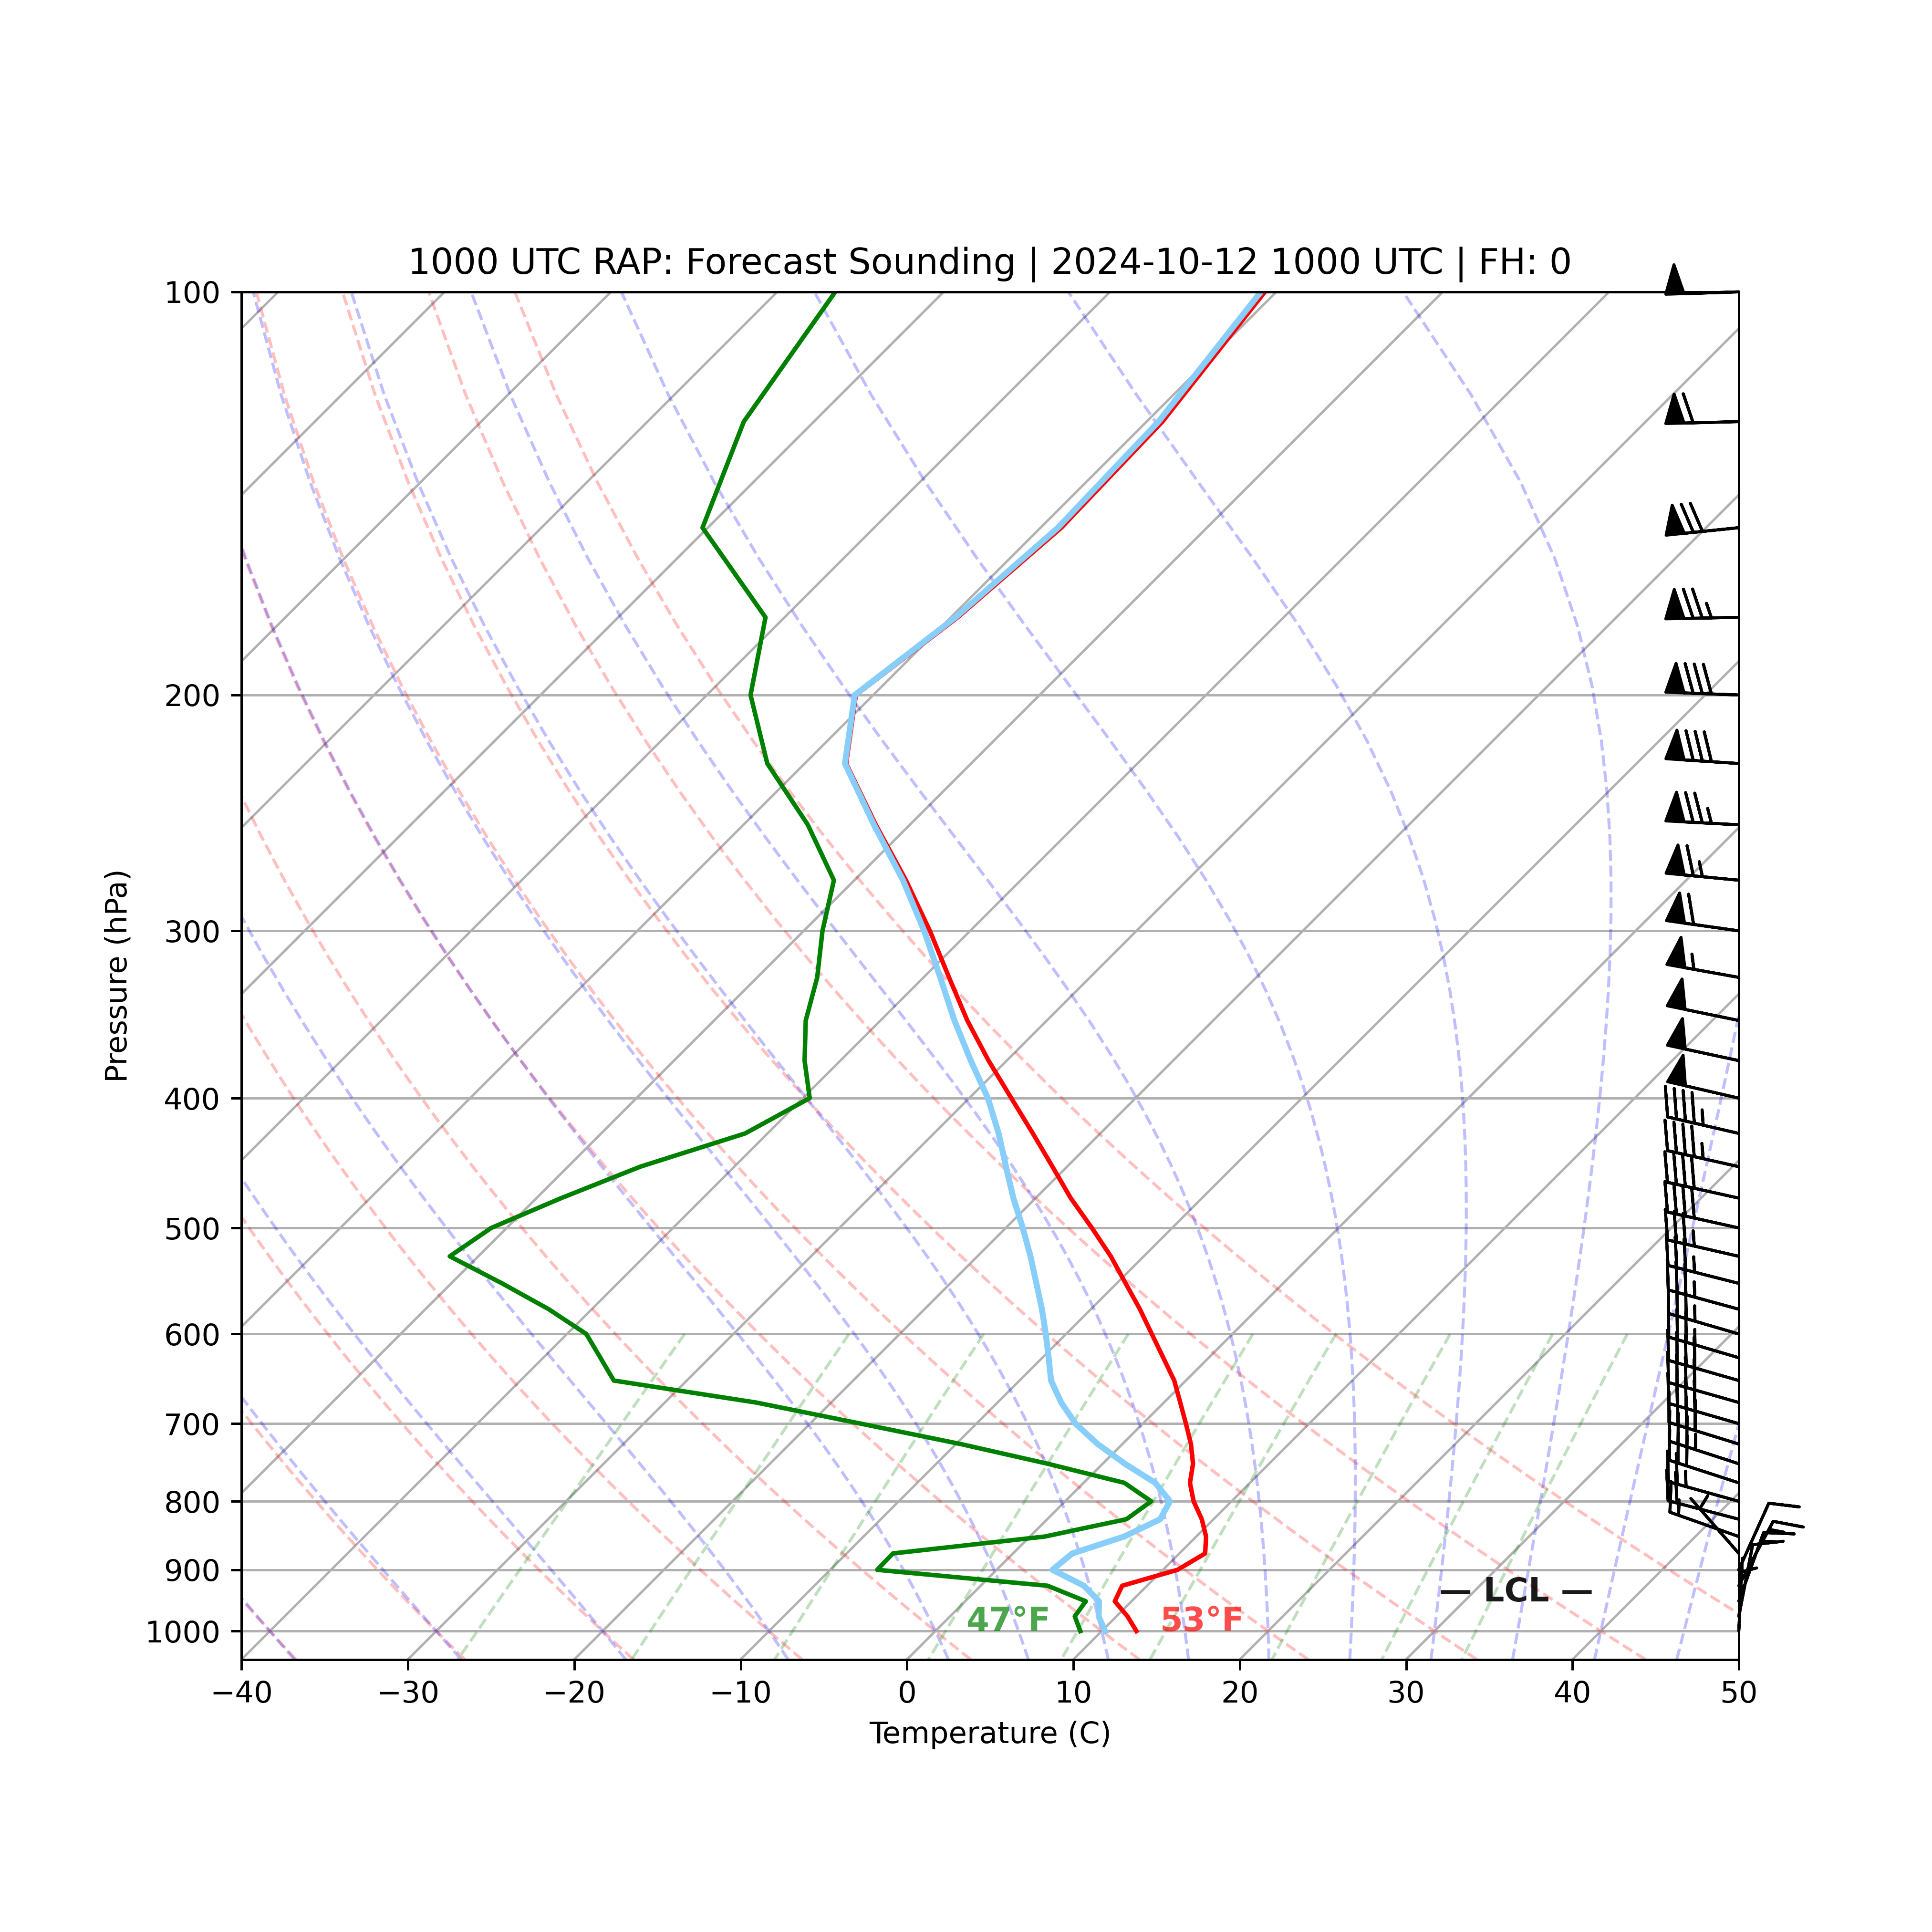 1000 UTC RAP: Forecast Sounding | 2024-10-12 1000 UTC | FH: 0
100
200
300
400
500
600
700
800
900
1000
Pressure (hPa)
— LCL —
47°F
53°F
−40 −30 −20 −10 0 10 20 30 40 50
Temperature (C)